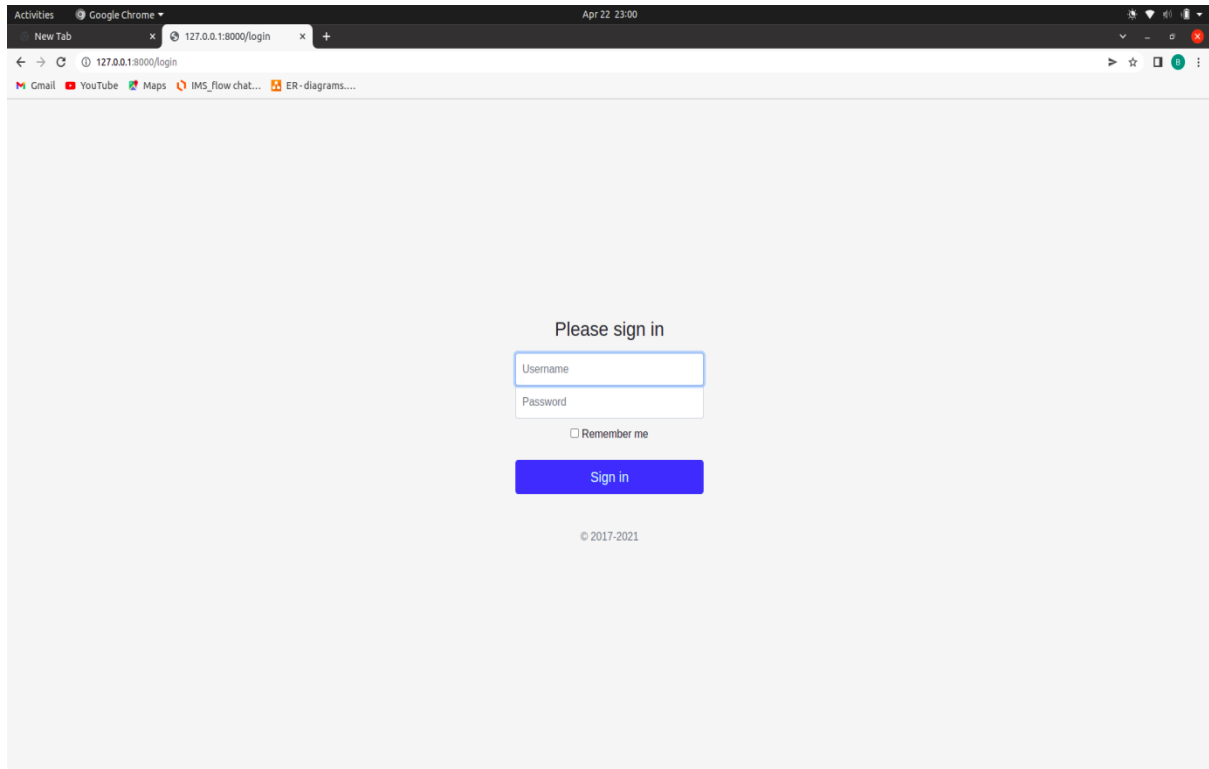 Activities Google Chrome Apr 22 23:00
New Tab 127.0.0.1:8000/login
127.0.0.1:8000/login B
Gmail YouTube Maps IMS_flow chat... ER-diagrams....
Please sign in
Username
Password
Remember me
Sign in
© 2017-2021